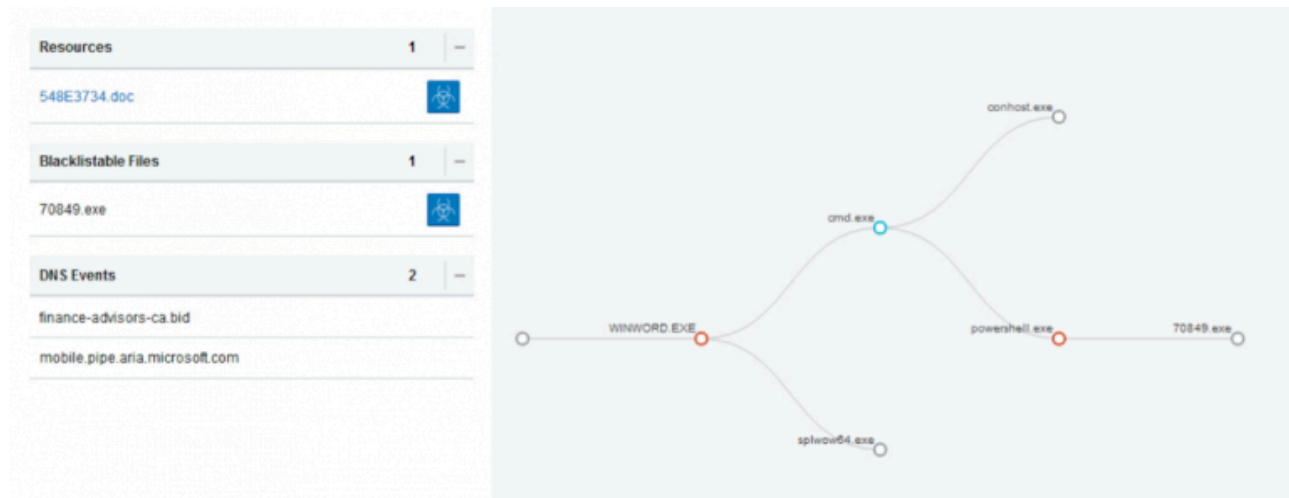 Resources 1 −
548E3734.doc
Blacklistable Files 1 −
70849.exe
DNS Events 2 −
finance-advisors-ca.bid
mobile.pipe.aria.microsoft.com
conhost.exe
cmd.exe
WINWORD.EXE
powershell.exe
70849.exe
splwow64.exe